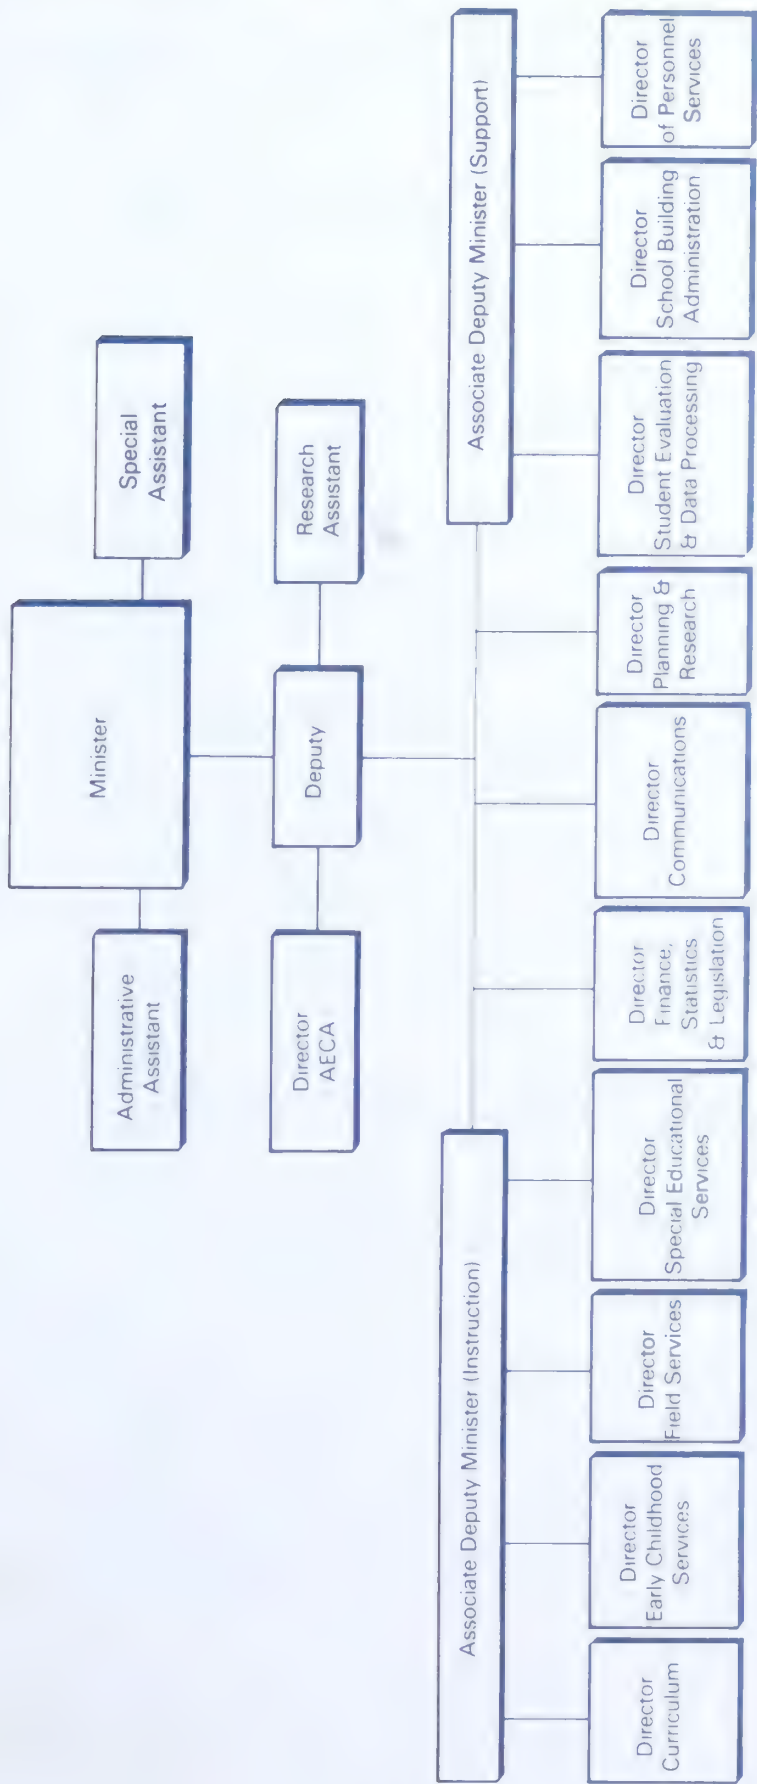 Minister
Administrative
Assistant
Special
Assistant
Deputy
Director
AECA
Research
Assistant
Associate Deputy Minister (Instruction)
Associate Deputy Minister (Support)
Director
Curriculum
Director
Early Childhood
Services
Director
Field Services
Director
Special Educational
Services
Director
Finance,
Statistics
& Legislation
Director
Communications
Director
Planning &
Research
Director
Student Evaluation
& Data Processing
Director
School Building
Administration
Director
of Personnel
Services